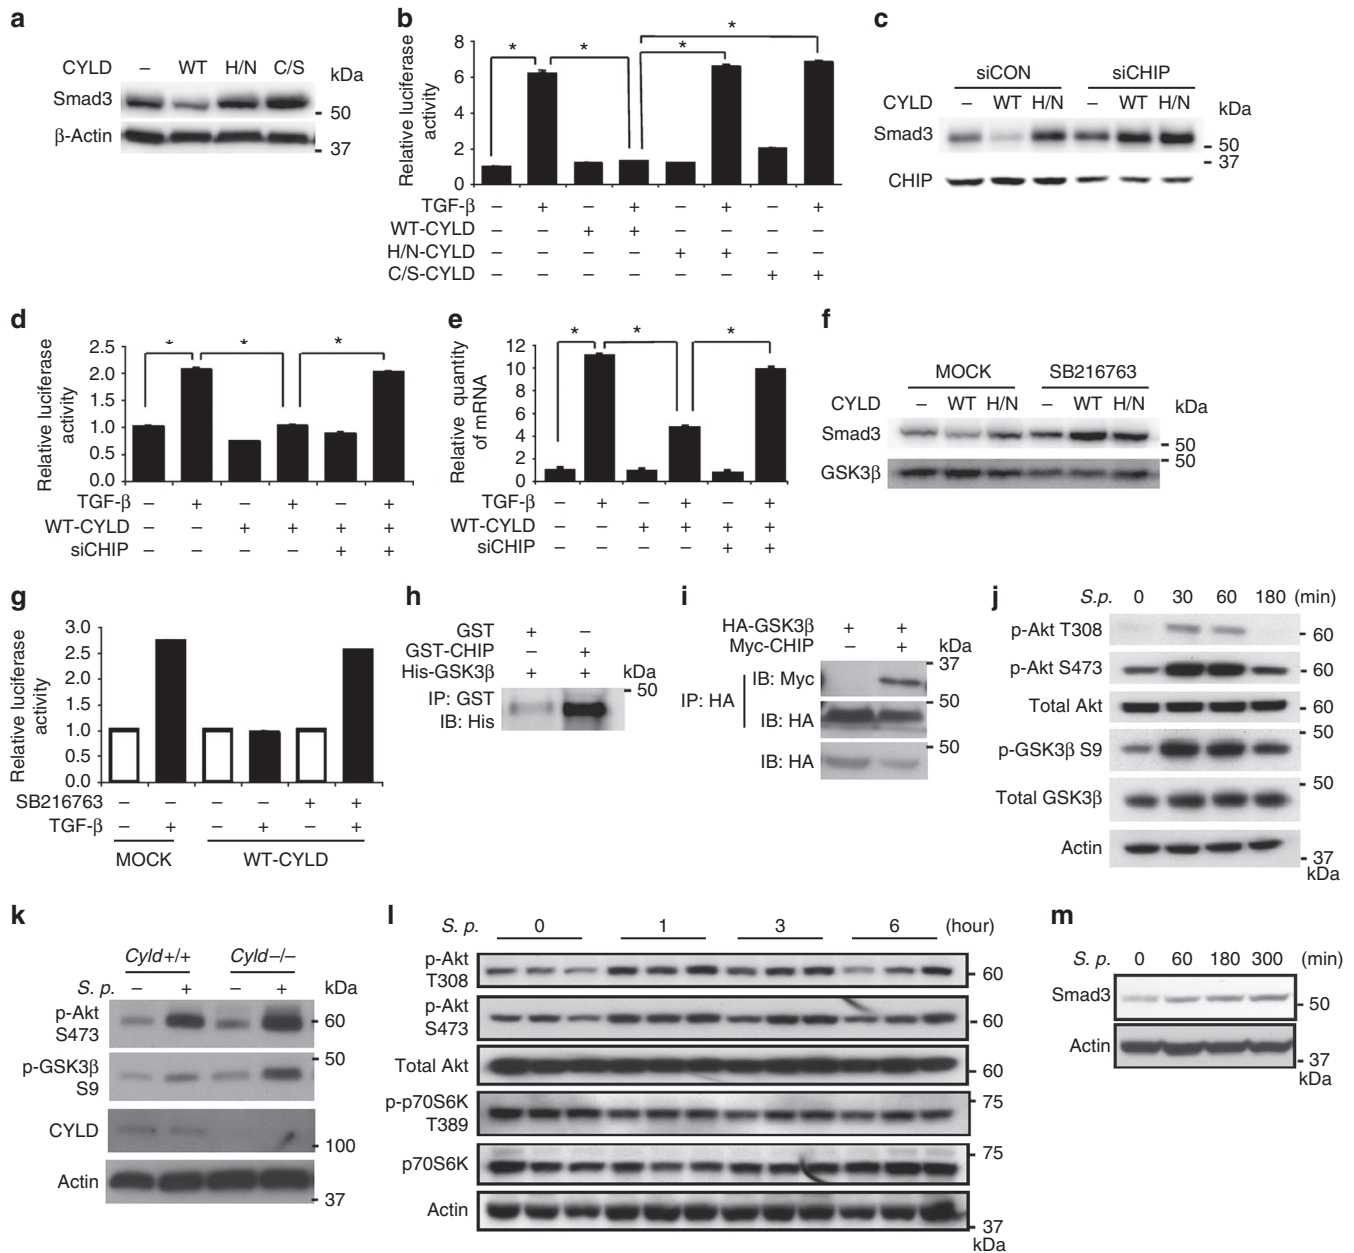 a
CYLD – WT H/N C/S kDa
Smad3
50
β-Actin
37
b
Relative luciferase activity
8
6
4
2
0
* * * *
TGF-β – + – + – + – +
WT-CYLD – – + + – – – –
H/N-CYLD – – – – + + – –
C/S-CYLD – – – – – – + +
c
siCON siCHIP
CYLD – WT H/N – WT H/N kDa
Smad3
50
37
CHIP
d
Relative luciferase activity
2.5
2.0
1.5
1.0
0.5
0.0
* * *
TGF-β – + – + – +
WT-CYLD – – + + + +
siCHIP – – – – + +
e
Relative quantity of mRNA
12
10
8
6
4
2
0
* * *
TGF-β – + – + – +
WT-CYLD – – + + + +
siCHIP – – – – + +
f
MOCK SB216763
CYLD – WT H/N – WT H/N kDa
Smad3
50
50
GSK3β
g
Relative luciferase activity
3.0
2.5
2.0
1.5
1.0
0.5
0.0
SB216763 – – – – + +
TGF-β – + – + – +
MOCK WT-CYLD
h
GST + –
GST-CHIP – +
His-GSK3β + + kDa
IP: GST
IB: His
50
i
HA-GSK3β + +
Myc-CHIP – + kDa
37
IP: HA
IB: Myc
50
IB: HA
50
IB: HA
j
S.p. 0 30 60 180 (min)
p-Akt T308
60
p-Akt S473
60
Total Akt
60
50
p-GSK3β S9
50
Total GSK3β
Actin
37
kDa
k
Cyld+/+ Cyld–/–
S. p. – + – + kDa
p-Akt
S473
60
50
p-GSK3β
S9
CYLD
100
Actin
37
l
S. p. 0 1 3 6 (hour)
p-Akt
T308
60
p-Akt
S473
60
Total Akt
60
75
p-p70S6K
T389
75
p70S6K
Actin
37
kDa
m
S. p. 0 60 180 300 (min)
Smad3
50
Actin
37
kDa